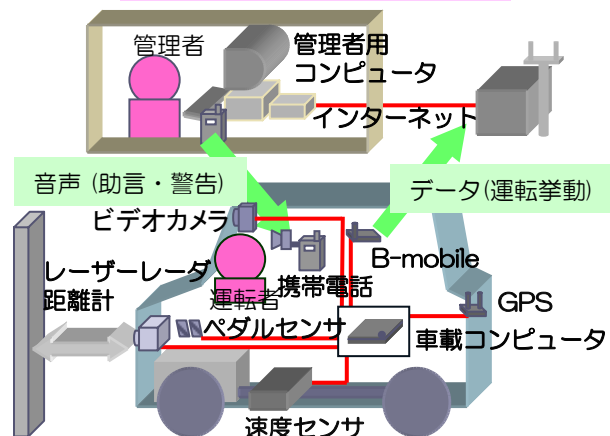 管理者
管理者用
コンピュータ
インターネット
音声 (助言・警告)
データ(運転挙動)
ビデオカメラ
B-mobile
レーザーレーダ
距離計
運転者
携帯電話
GPS
ペダルセンサ
車載コンピュータ
速度センサ